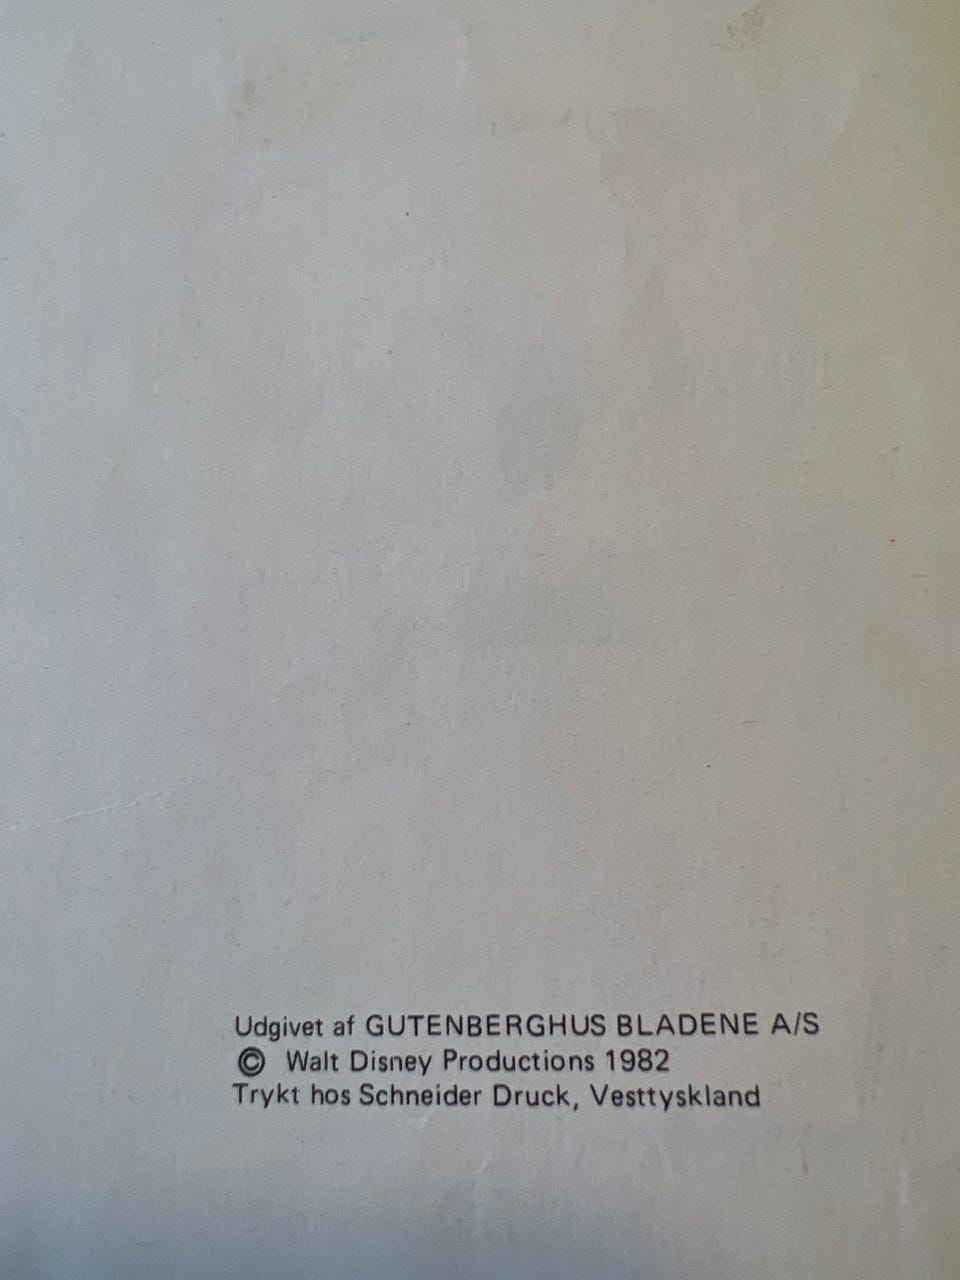 Udgivet af GUTENBERGHUS BLADENE A/S
© Walt Disney Productions 1982
Trykt hos Schneider Druck, Vesttyskland